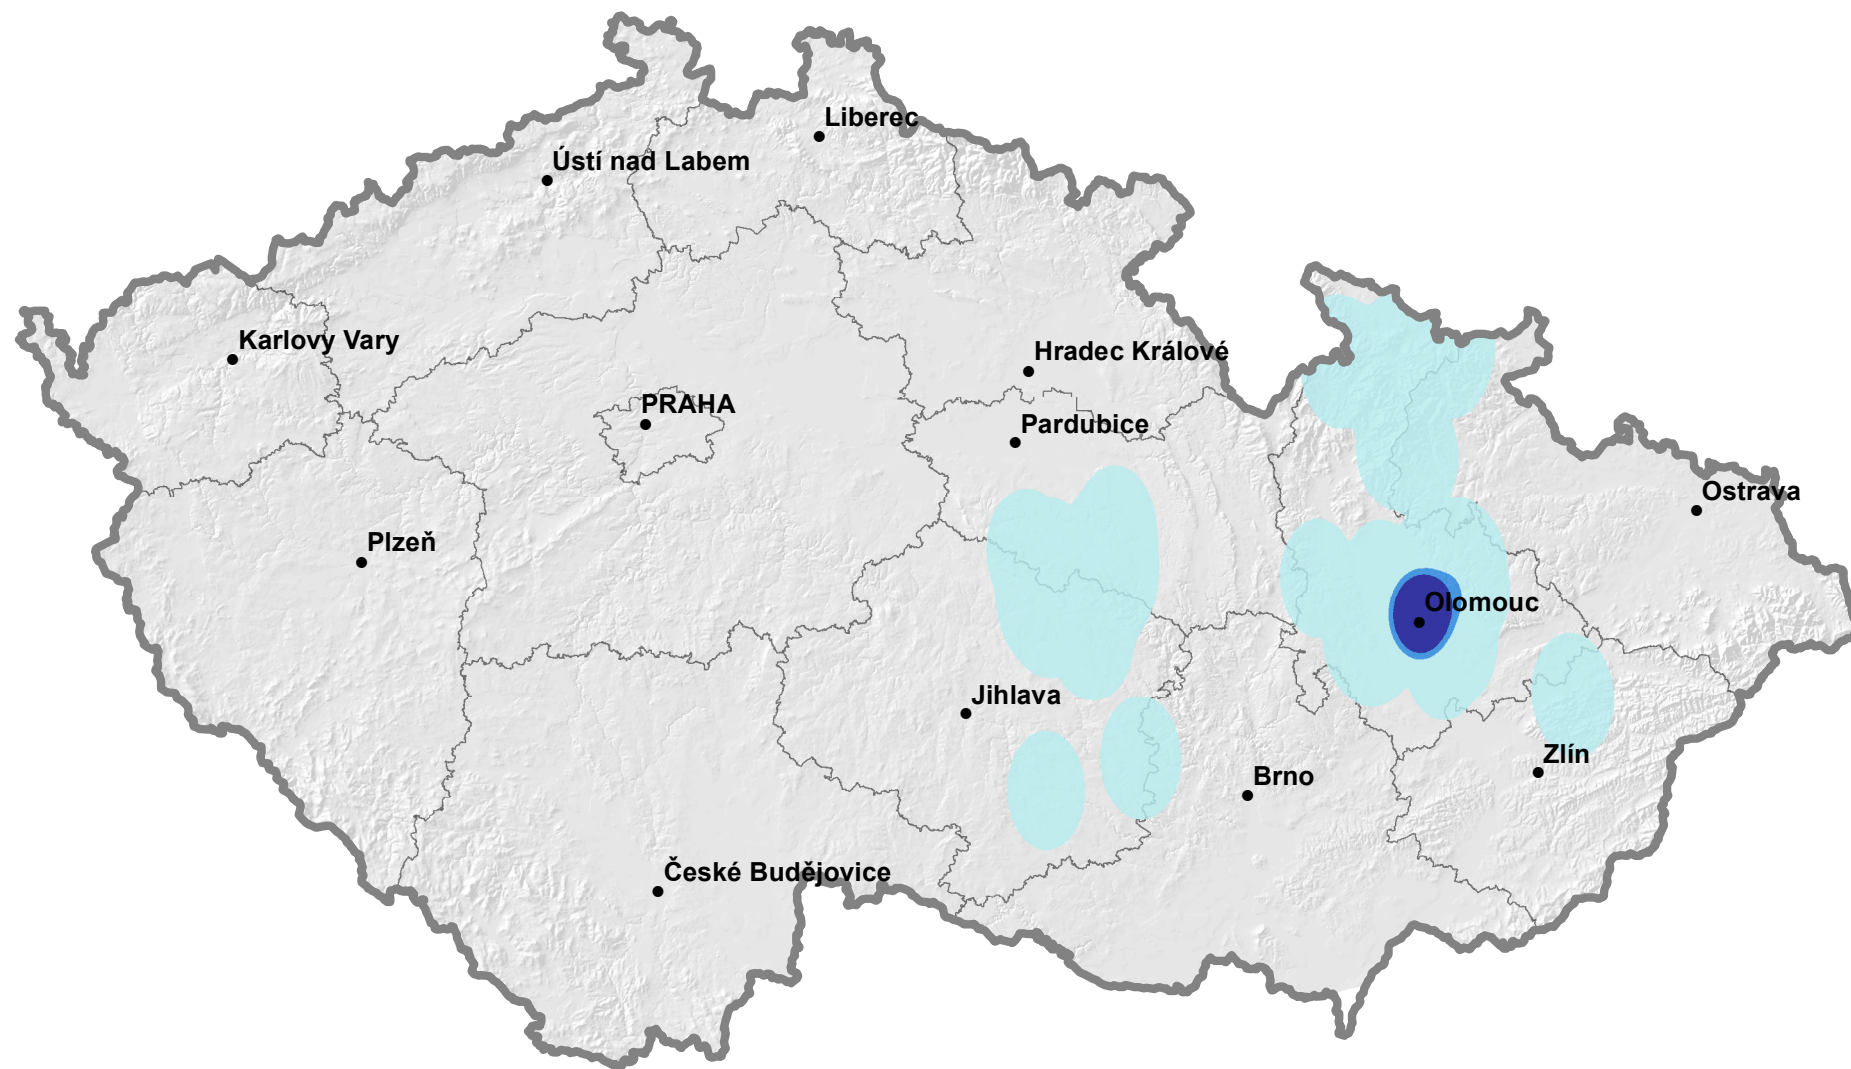 Liberec
Ústí nad Labem
Karlovy Vary
Hradec Králové
PRAHA
Pardubice
Ostrava
Plzeň
Olomouc
Jihlava
Zlín
Brno
České Budějovice